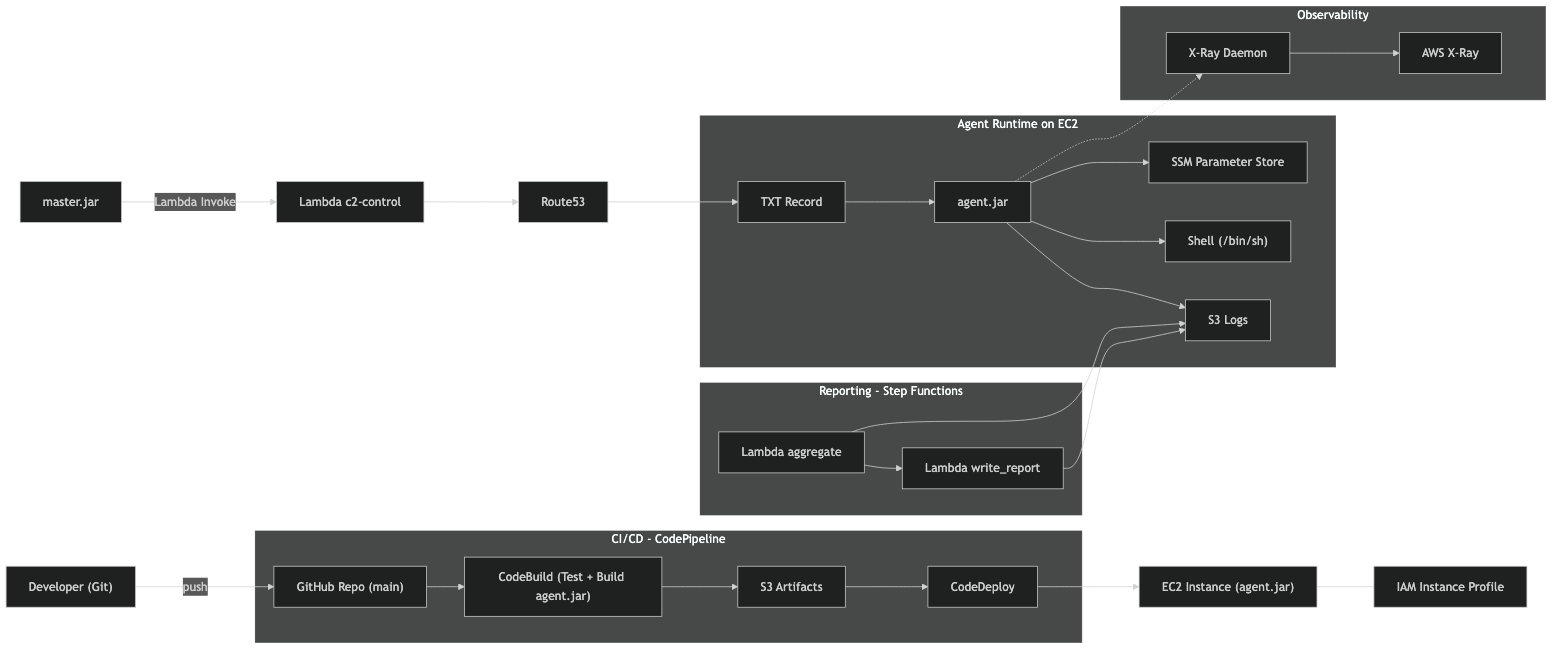 Observability
X-Ray Daemon
AWS X-Ray
Agent Runtime on EC2
SSM Parameter Store
master.jar
Lambda Invoke
Lambda c2-control
Route53
TXT Record
agent.jar
Shell (/bin/sh)
S3 Logs
Reporting - Step Functions
Lambda aggregate
Lambda write_report
CI/CD - CodePipeline
Developer (Git)
push
GitHub Repo (main)
CodeBuild (Test + Build
agent.jar)
S3 Artifacts
CodeDeploy
EC2 Instance (agent.jar)
IAM Instance Profile